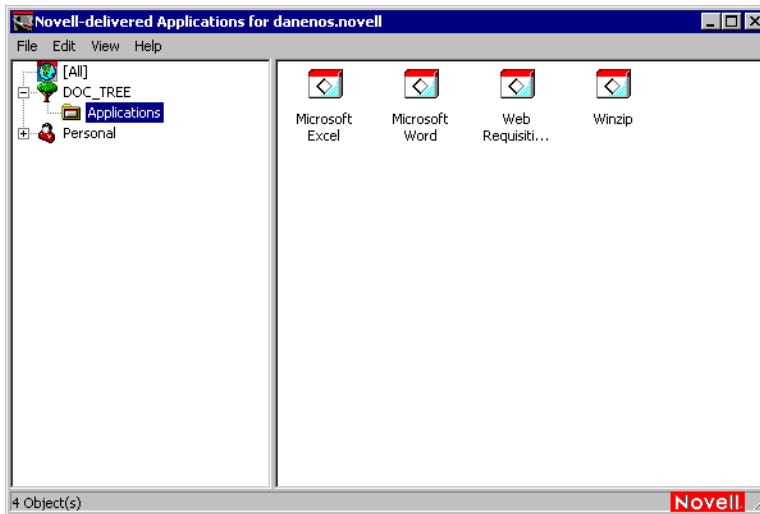 Novell-delivered Applications for danenos.novell
File Edit View Help
[All]
DOC_TREE
Applications
Personal
Microsoft Excel
Microsoft Word
Web Requisiti...
Winzip
4 Object(s)
Novell